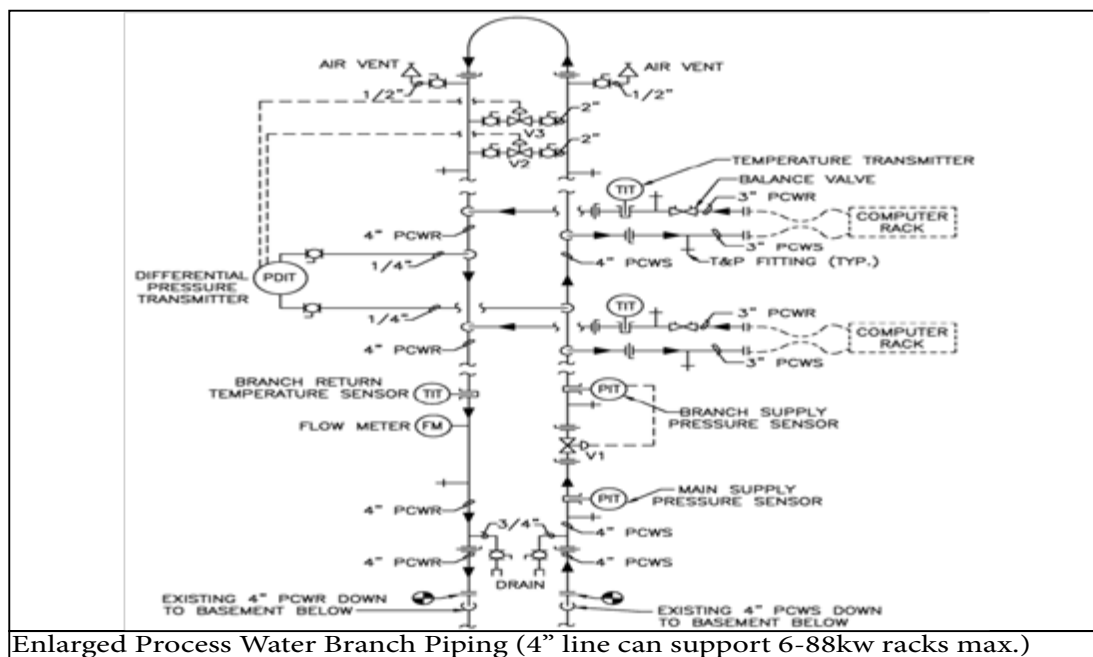 AIR VENT
AIR VENT
1/2"
1/2"
2"
V3
2"
V2
TEMPERATURE TRANSMITTER
BALANCE VALVE
TIT
3" PCWR
COMPUTER
RACK
4" PCWR
3" PCWS
4" PCWS
T&P FITTING (TYP.)
1/4"
PDIT
DIFFERENTIAL
PRESSURE
TRANSMITTER
TIT
3" PCWR
1/4"
COMPUTER
RACK
4" PCWR
3" PCWS
BRANCH RETURN
TEMPERATURE SENSOR
TIT
PIT
BRANCH SUPPLY
PRESSURE SENSOR
FLOW METER
FM
V1
PIT
MAIN SUPPLY
PRESSURE SENSOR
4" PCWR
3/4"
4" PCWS
4" PCWR
4" PCWS
DRAIN
EXISTING 4" PCWR DOWN
TO BASEMENT BELOW
EXISTING 4" PCWS DOWN
TO BASEMENT BELOW
Enlarged Process Water Branch Piping (4” line can support 6-88kw racks max.)